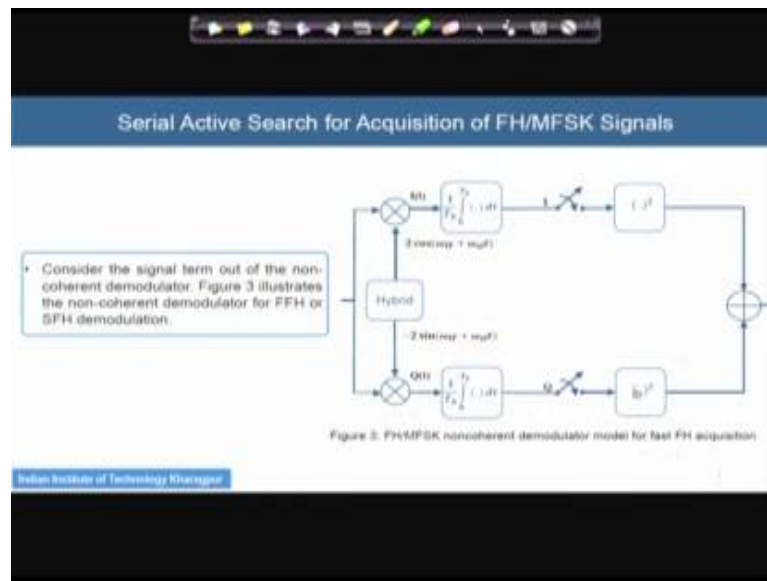 Serial Active Search for Acquisition of FH/MFSK Signals
• Consider the signal term out of the non-
coherent demodulator. Figure 3 illustrates
the non-coherent demodulator for FFH or
SFH demodulation.
I(t)
I
( · )²
Hybrid
Q(t)
Q
Figure 3: FH/MFSK noncoherent demodulator model for fast FH acquisition
Indian Institute of Technology Kharagpur